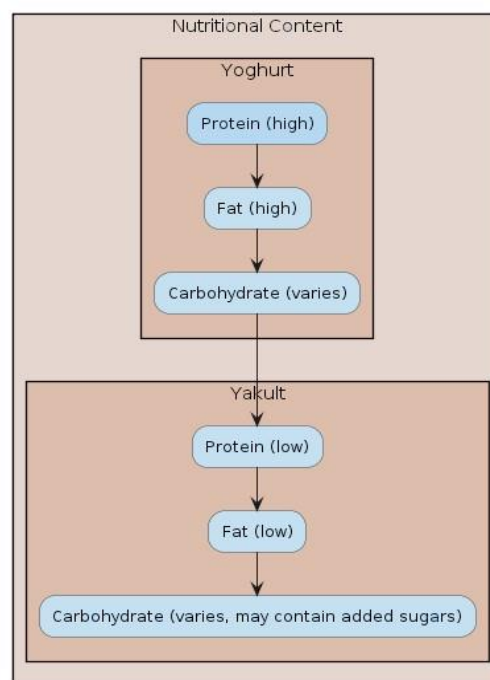 Nutritional Content
Yoghurt
Protein (high)
Fat (high)
Carbohydrate (varies)
Yakult
Protein (low)
Fat (low)
Carbohydrate (varies, may contain added sugars)